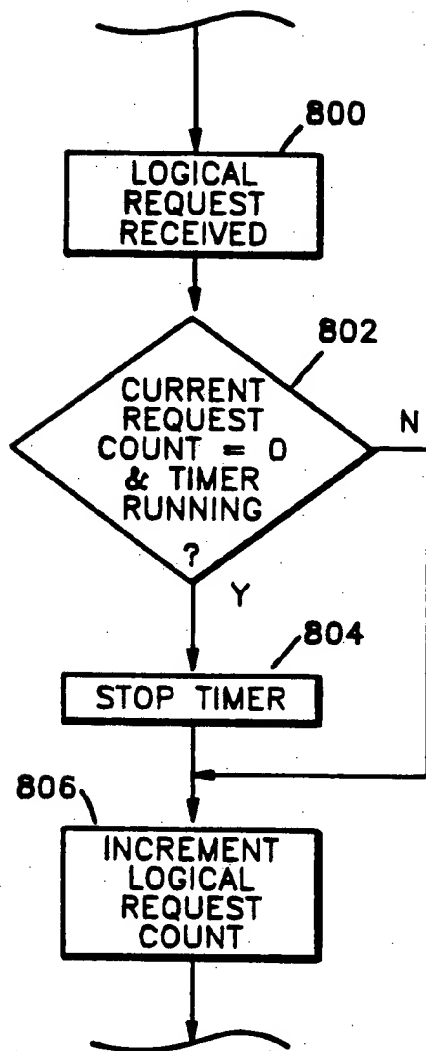 800
LOGICAL
REQUEST
RECEIVED
802
CURRENT
REQUEST
COUNT = 0
& TIMER
RUNNING
?
N
Y
804
STOP TIMER
806
INCREMENT
LOGICAL
REQUEST
COUNT